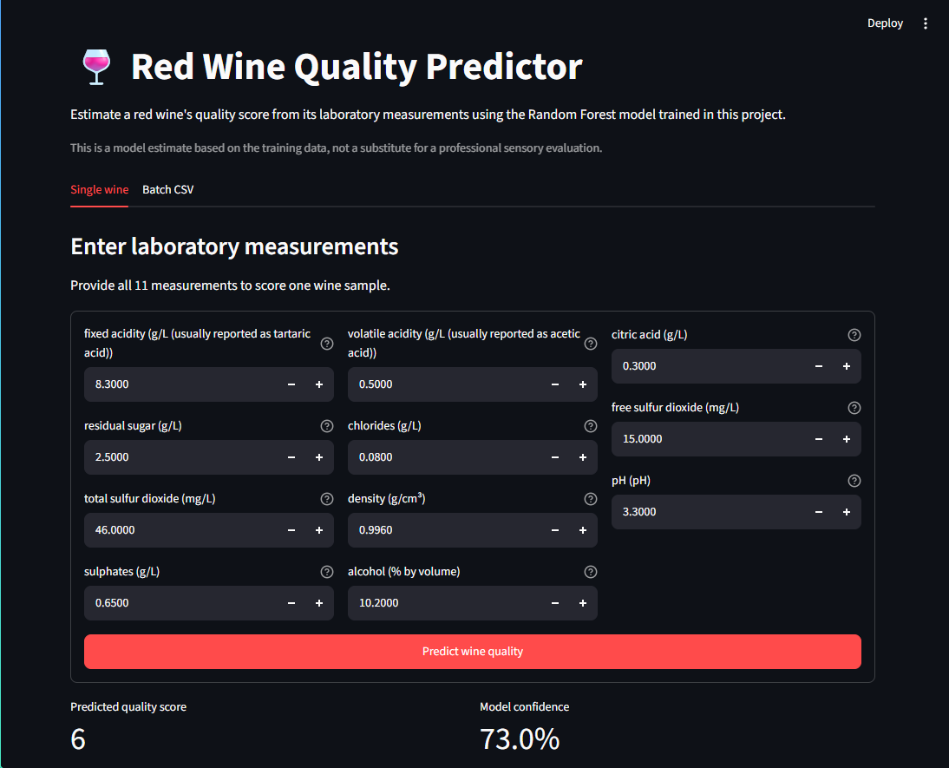 Deploy
Red Wine Quality Predictor
Estimate a red wine's quality score from its laboratory measurements using the Random Forest model trained in this project.
This is a model estimate based on the training data, not a substitute for a professional sensory evaluation.
Single wine
Batch CSV
Enter laboratory measurements
Provide all 11 measurements to score one wine sample.
fixed acidity (g/L (usually reported as tartaric
acid))
8.3000
volatile acidity (g/L (usually reported as acetic
acid))
0.5000
citric acid (g/L)
0.3000
residual sugar (g/L)
2.5000
chlorides (g/L)
0.0800
free sulfur dioxide (mg/L)
15.0000
total sulfur dioxide (mg/L)
46.0000
density (g/cm³)
0.9960
pH (pH)
3.3000
sulphates (g/L)
0.6500
alcohol (% by volume)
10.2000
Predict wine quality
Predicted quality score
6
Model confidence
73.0%